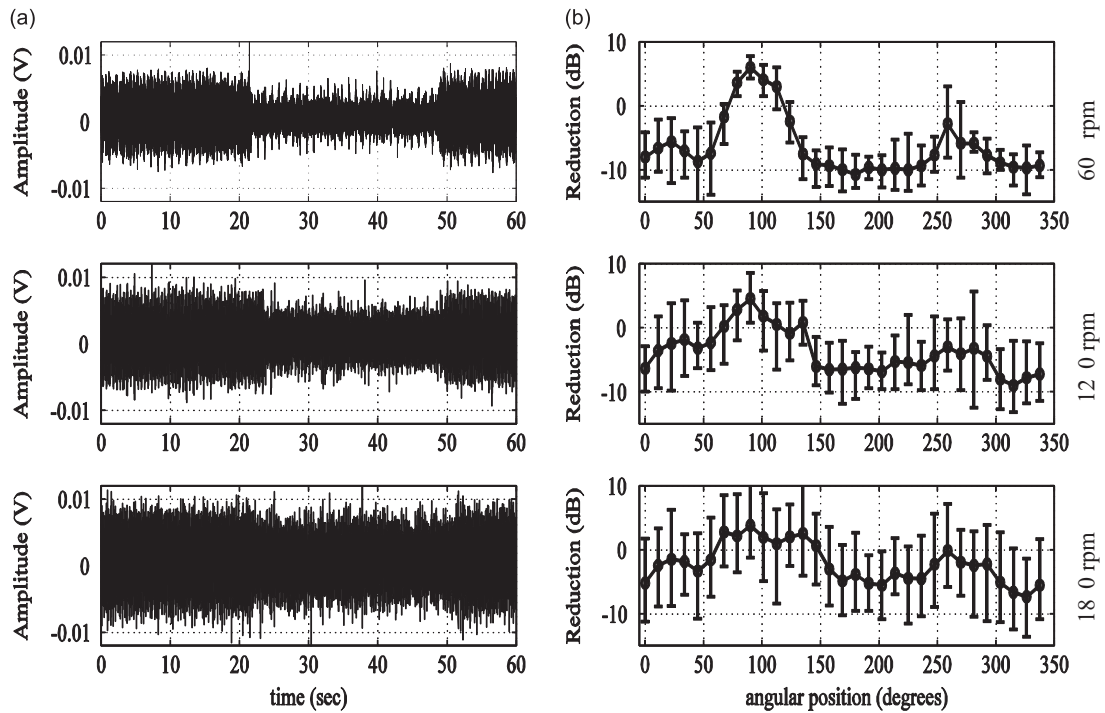 (a)
(b)
Amplitude (V)
0.01
0
-0.01
0 10 20 30 40 50 60
Reduction (dB)
10
0
-10
0 50 100 150 200 250 300 350
60 rpm
Amplitude (V)
0.01
0
-0.01
0 10 20 30 40 50 60
Reduction (dB)
10
0
-10
0 50 100 150 200 250 300 350
12 0 rpm
Amplitude (V)
0.01
0
-0.01
0 10 20 30 40 50 60
time (sec)
Reduction (dB)
10
0
-10
0 50 100 150 200 250 300 350
angular position (degrees)
18 0 rpm